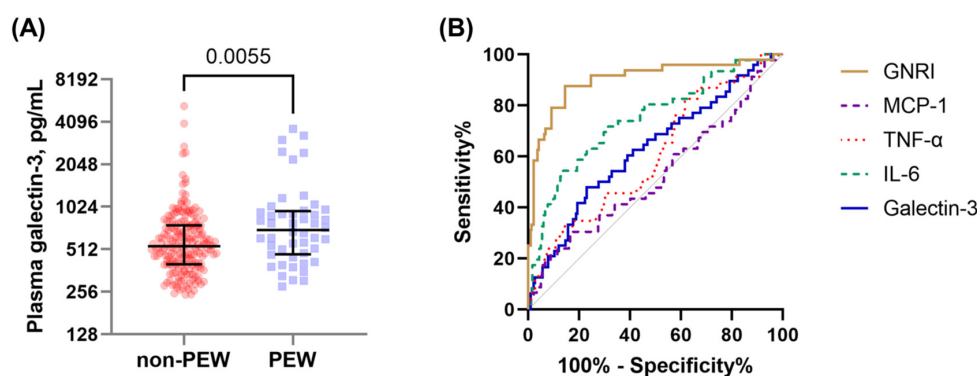 (A)
0.0055
Plasma galectin-3, pg/mL
8192
4096
2048
1024
512
256
128
non-PEW
PEW
(B)
Sensitivity%
100
80
60
40
20
0
0
20
40
60
80
100
100% - Specificity%
GNRI
MCP-1
TNF-α
IL-6
Galectin-3